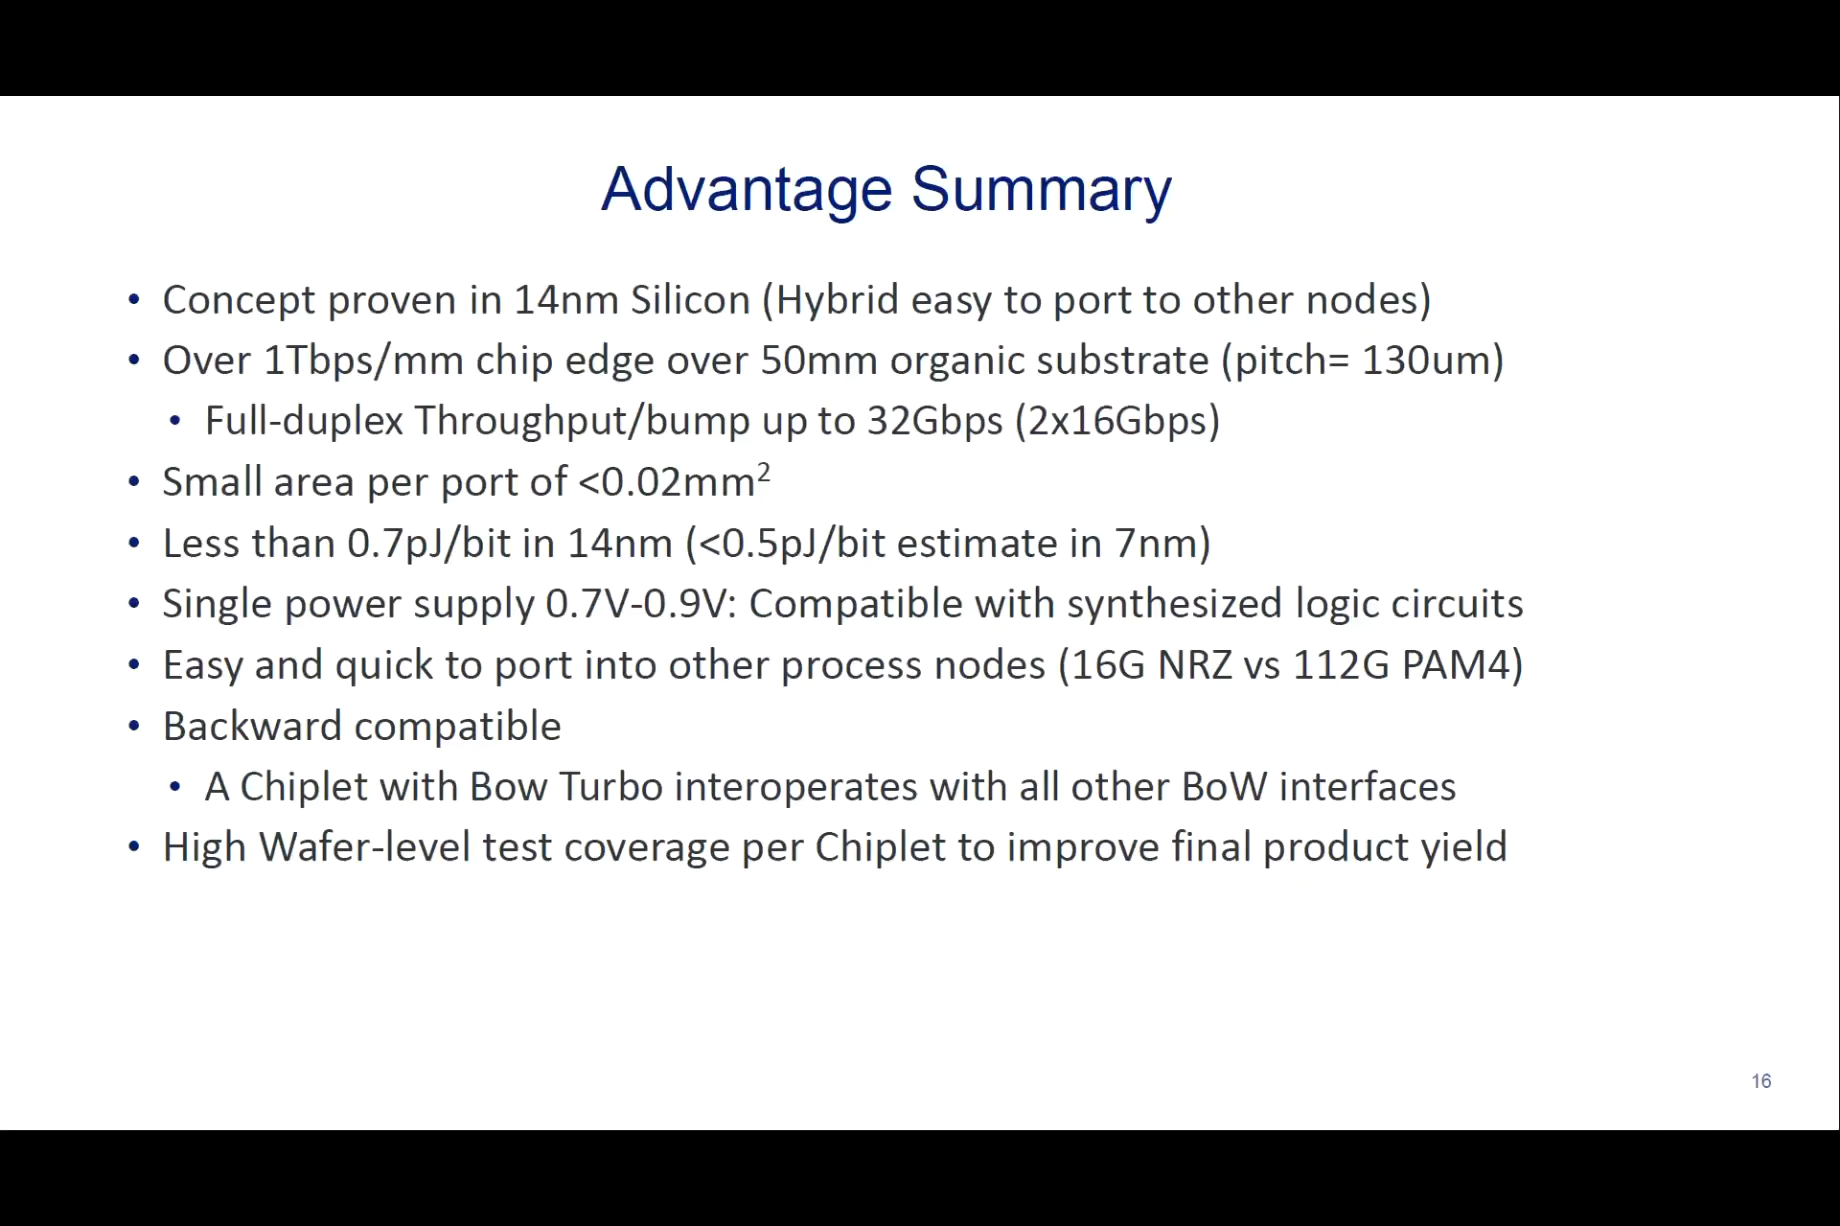 Advantage Summary
• Concept proven in 14nm Silicon (Hybrid easy to port to other nodes)
• Over 1Tbps/mm chip edge over 50mm organic substrate (pitch= 130um)
• Full-duplex Throughput/bump up to 32Gbps (2x16Gbps)
• Small area per port of <0.02mm²
• Less than 0.7pJ/bit in 14nm (<0.5pJ/bit estimate in 7nm)
• Single power supply 0.7V-0.9V: Compatible with synthesized logic circuits
• Easy and quick to port into other process nodes (16G NRZ vs 112G PAM4)
• Backward compatible
• A Chiplet with Bow Turbo interoperates with all other BoW interfaces
• High Wafer-level test coverage per Chiplet to improve final product yield
16